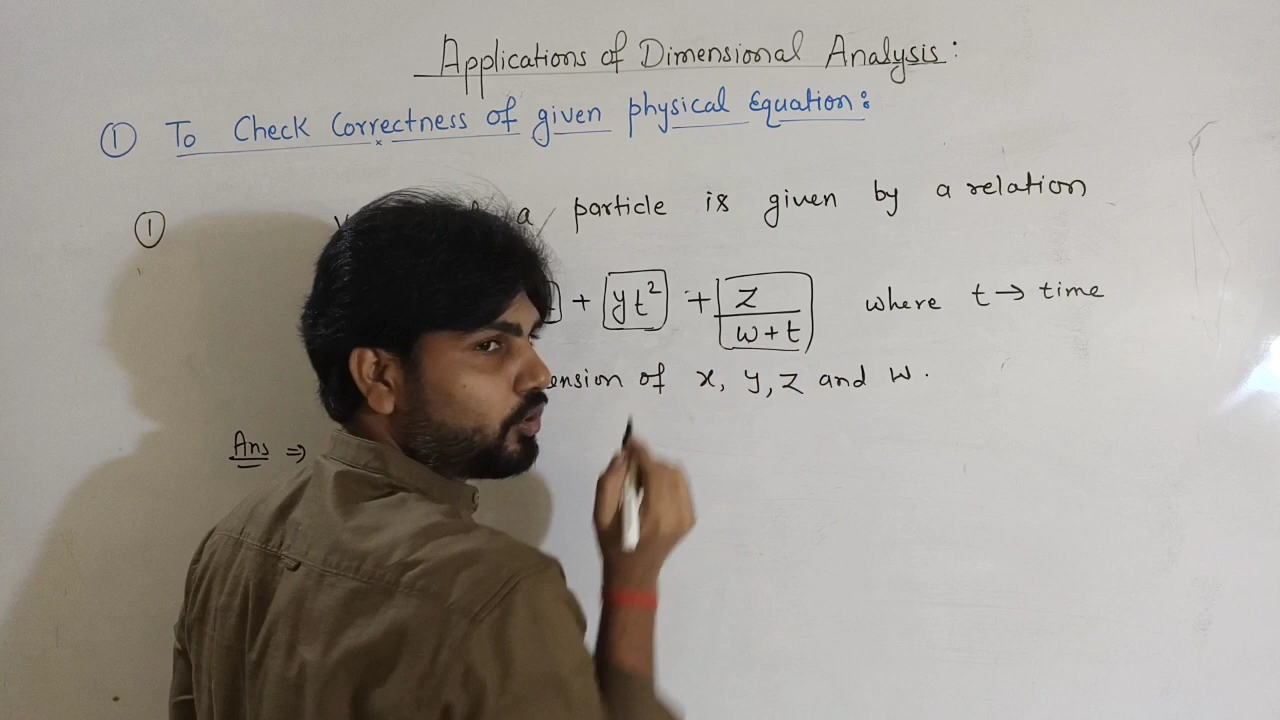 Applications of Dimensional Analysis :
① To Check Correctness of given physical Equation :
① a particle is given by a relation
+ yt² + z/(w+t) where t → time
ension of x, y, z and w.
Ans ⇒